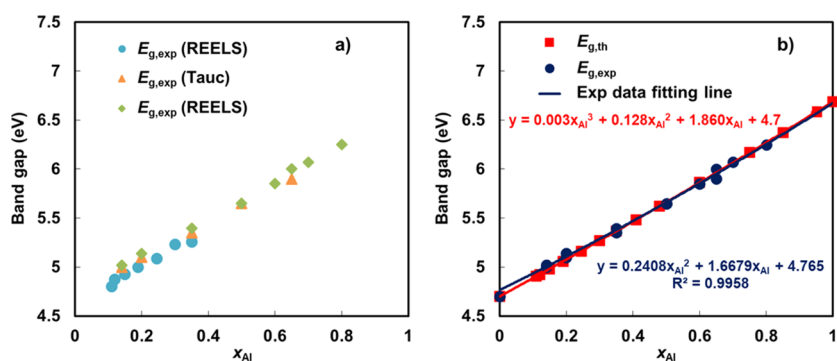 7.5
7
6.5
6
5.5
5
4.5
Band gap (eV)
0
0.2
0.4
0.6
0.8
1
xAl
Eg,exp (REELS)
Eg,exp (Tauc)
Eg,exp (REELS)
a)
7.5
7
6.5
6
5.5
5
4.5
Band gap (eV)
0
0.2
0.4
0.6
0.8
1
xAl
b)
Eg,th
Eg,exp
Exp data fitting line
y = 0.003xAl³ + 0.128xAl² + 1.860xAl + 4.7
y = 0.2408xAl² + 1.6679xAl + 4.765
R² = 0.9958